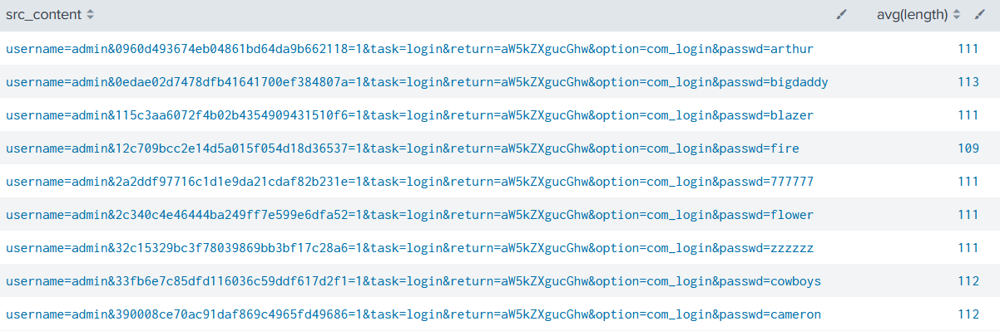 src_content avg(length)
username=admin&0960d493674eb04861bd64da9b662118=1&task=login&return=aW5kZXgucGhw&option=com_login&passwd=arthur 111
username=admin&0edae02d7478dfb41641700ef384807a=1&task=login&return=aW5kZXgucGhw&option=com_login&passwd=bigdaddy 113
username=admin&115c3aa6072f4b02b4354909431510f6=1&task=login&return=aW5kZXgucGhw&option=com_login&passwd=blazer 111
username=admin&12c709bcc2e14d5a015f054d18d36537=1&task=login&return=aW5kZXgucGhw&option=com_login&passwd=fire 109
username=admin&2a2ddf97716c1d1e9da21cdaf82b231e=1&task=login&return=aW5kZXgucGhw&option=com_login&passwd=777777 111
username=admin&2c340c4e46444ba249ff7e599e6dfa52=1&task=login&return=aW5kZXgucGhw&option=com_login&passwd=flower 111
username=admin&32c15329bc3f78039869bb3bf17c28a6=1&task=login&return=aW5kZXgucGhw&option=com_login&passwd=zzzzzz 111
username=admin&33fb6e7c85dfd116036c59ddf617d2f1=1&task=login&return=aW5kZXgucGhw&option=com_login&passwd=cowboys 112
username=admin&390008ce70ac91daf869c4965fd49686=1&task=login&return=aW5kZXgucGhw&option=com_login&passwd=cameron 112